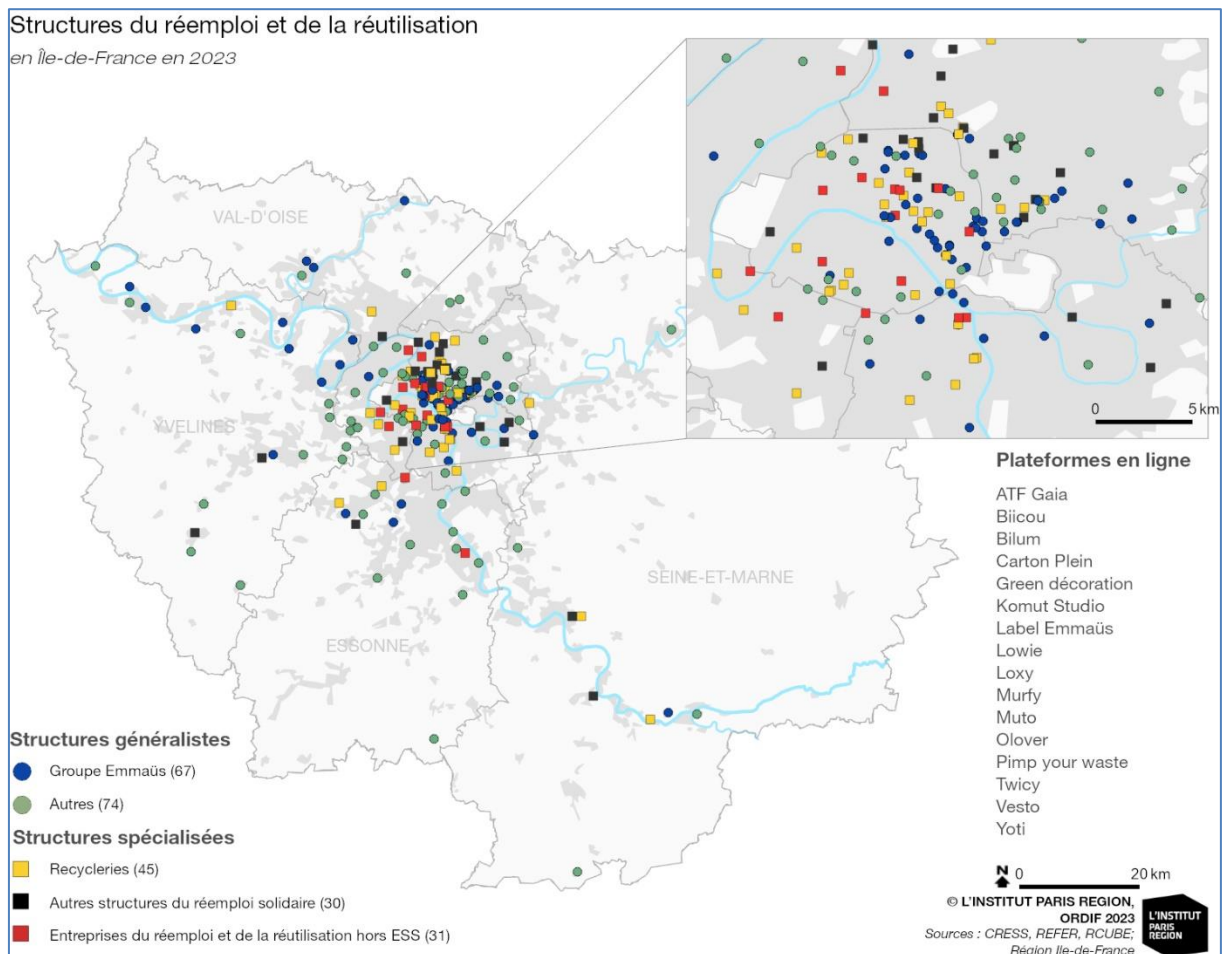 Structures du réemploi et de la réutilisation
en Île-de-France en 2023
VAL-D'OISE
YVELINES
ESSONNE
SEINE-ET-MARNE
0 5 km
Plateformes en ligne
ATF Gaia
Biicou
Bilum
Carton Plein
Green décoration
Komut Studio
Label Emmaüs
Lowie
Loxy
Murfy
Muto
Olover
Pimp your waste
Twicy
Vesto
Yoti
Structures généralistes
Groupe Emmaüs (67)
Autres (74)
Structures spécialisées
Recycleries (45)
Autres structures du réemploi solidaire (30)
Entreprises du réemploi et de la réutilisation hors ESS (31)
N 0 20 km
© L'INSTITUT PARIS REGION,
ORDIF 2023
Sources : CRESS, REFER, RCUBE;
Région Ile-de-France
L'INSTITUT
PARIS
REGION